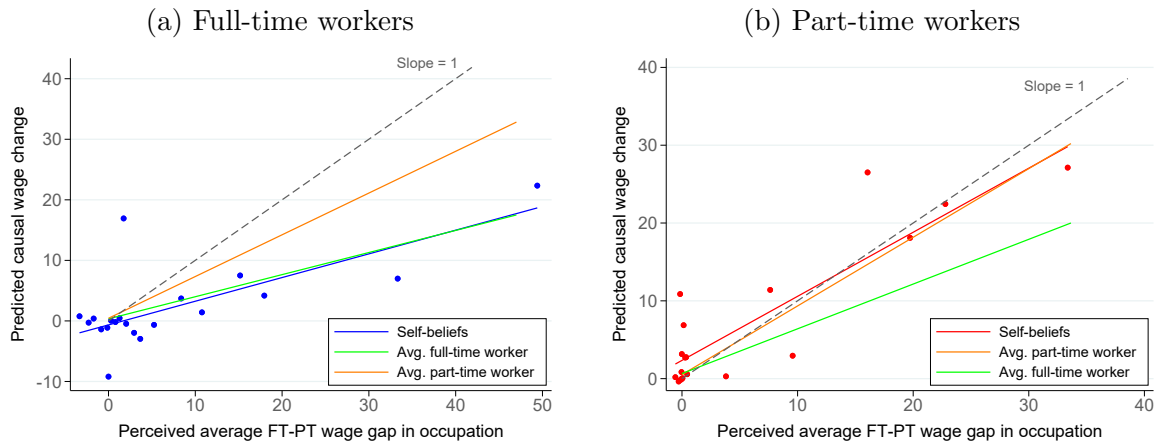 (a) Full-time workers
Predicted causal wage change
40
30
20
10
0
-10
0
10
20
30
40
50
Perceived average FT-PT wage gap in occupation
Slope = 1
Self-beliefs
Avg. full-time worker
Avg. part-time worker
(b) Part-time workers
Predicted causal wage change
40
30
20
10
0
0
10
20
30
40
Perceived average FT-PT wage gap in occupation
Slope = 1
Self-beliefs
Avg. part-time worker
Avg. full-time worker